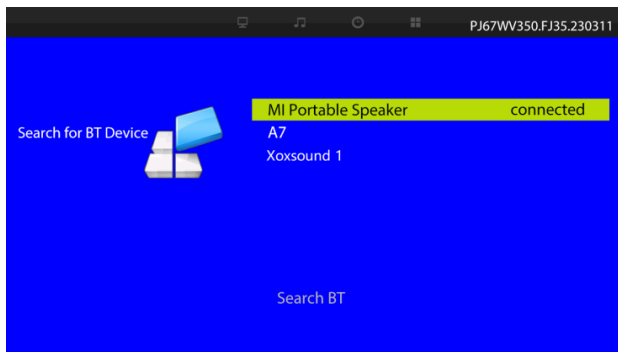 PJ67WV350.FJ35.230311
MI Portable Speaker connected
Search for BT Device
A7
Xoxsound 1
Search BT